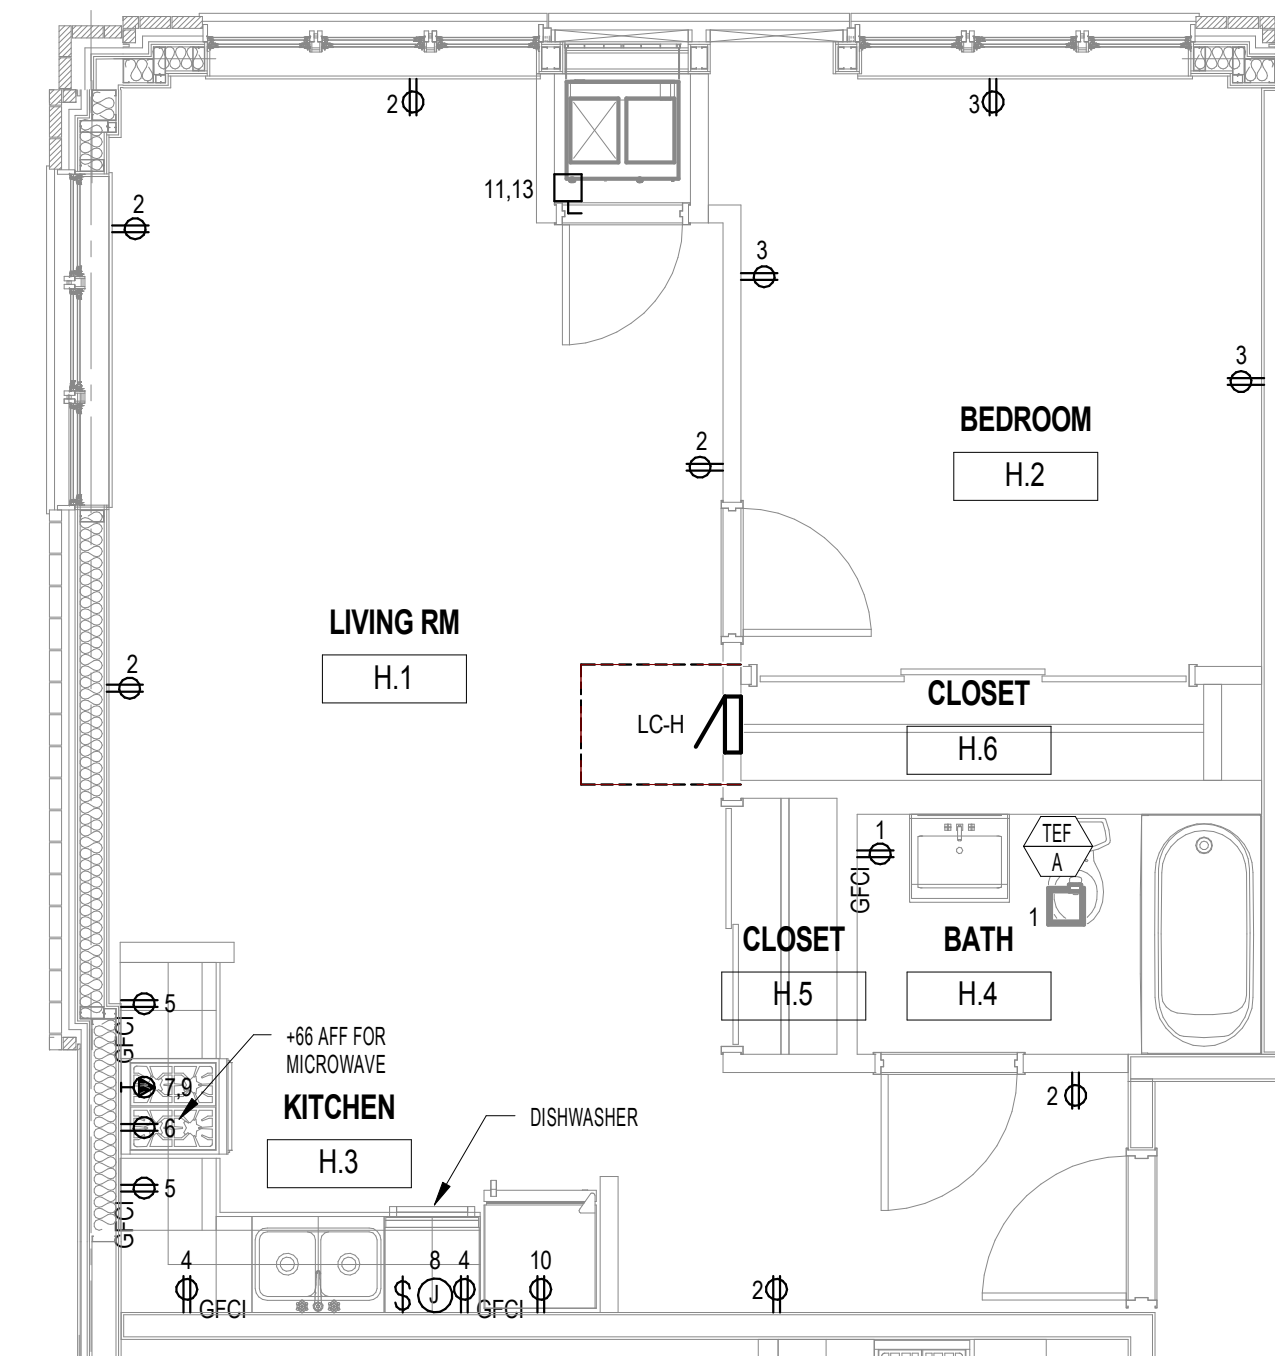 2
3
11,13
2
3
3
BEDROOM
2
H.2
LIVING RM
2
H.1
CLOSET
LC-H
H.6
1
TEF
A
GFCI
1
CLOSET
BATH
H.5
H.4
5
GFCI
+66 AFF FOR
MICROWAVE
7,9
KITCHEN
DISHWASHER
2
6
H.3
5
GFCI
4
8
4
10
GFCI
$
J
GFCI
2